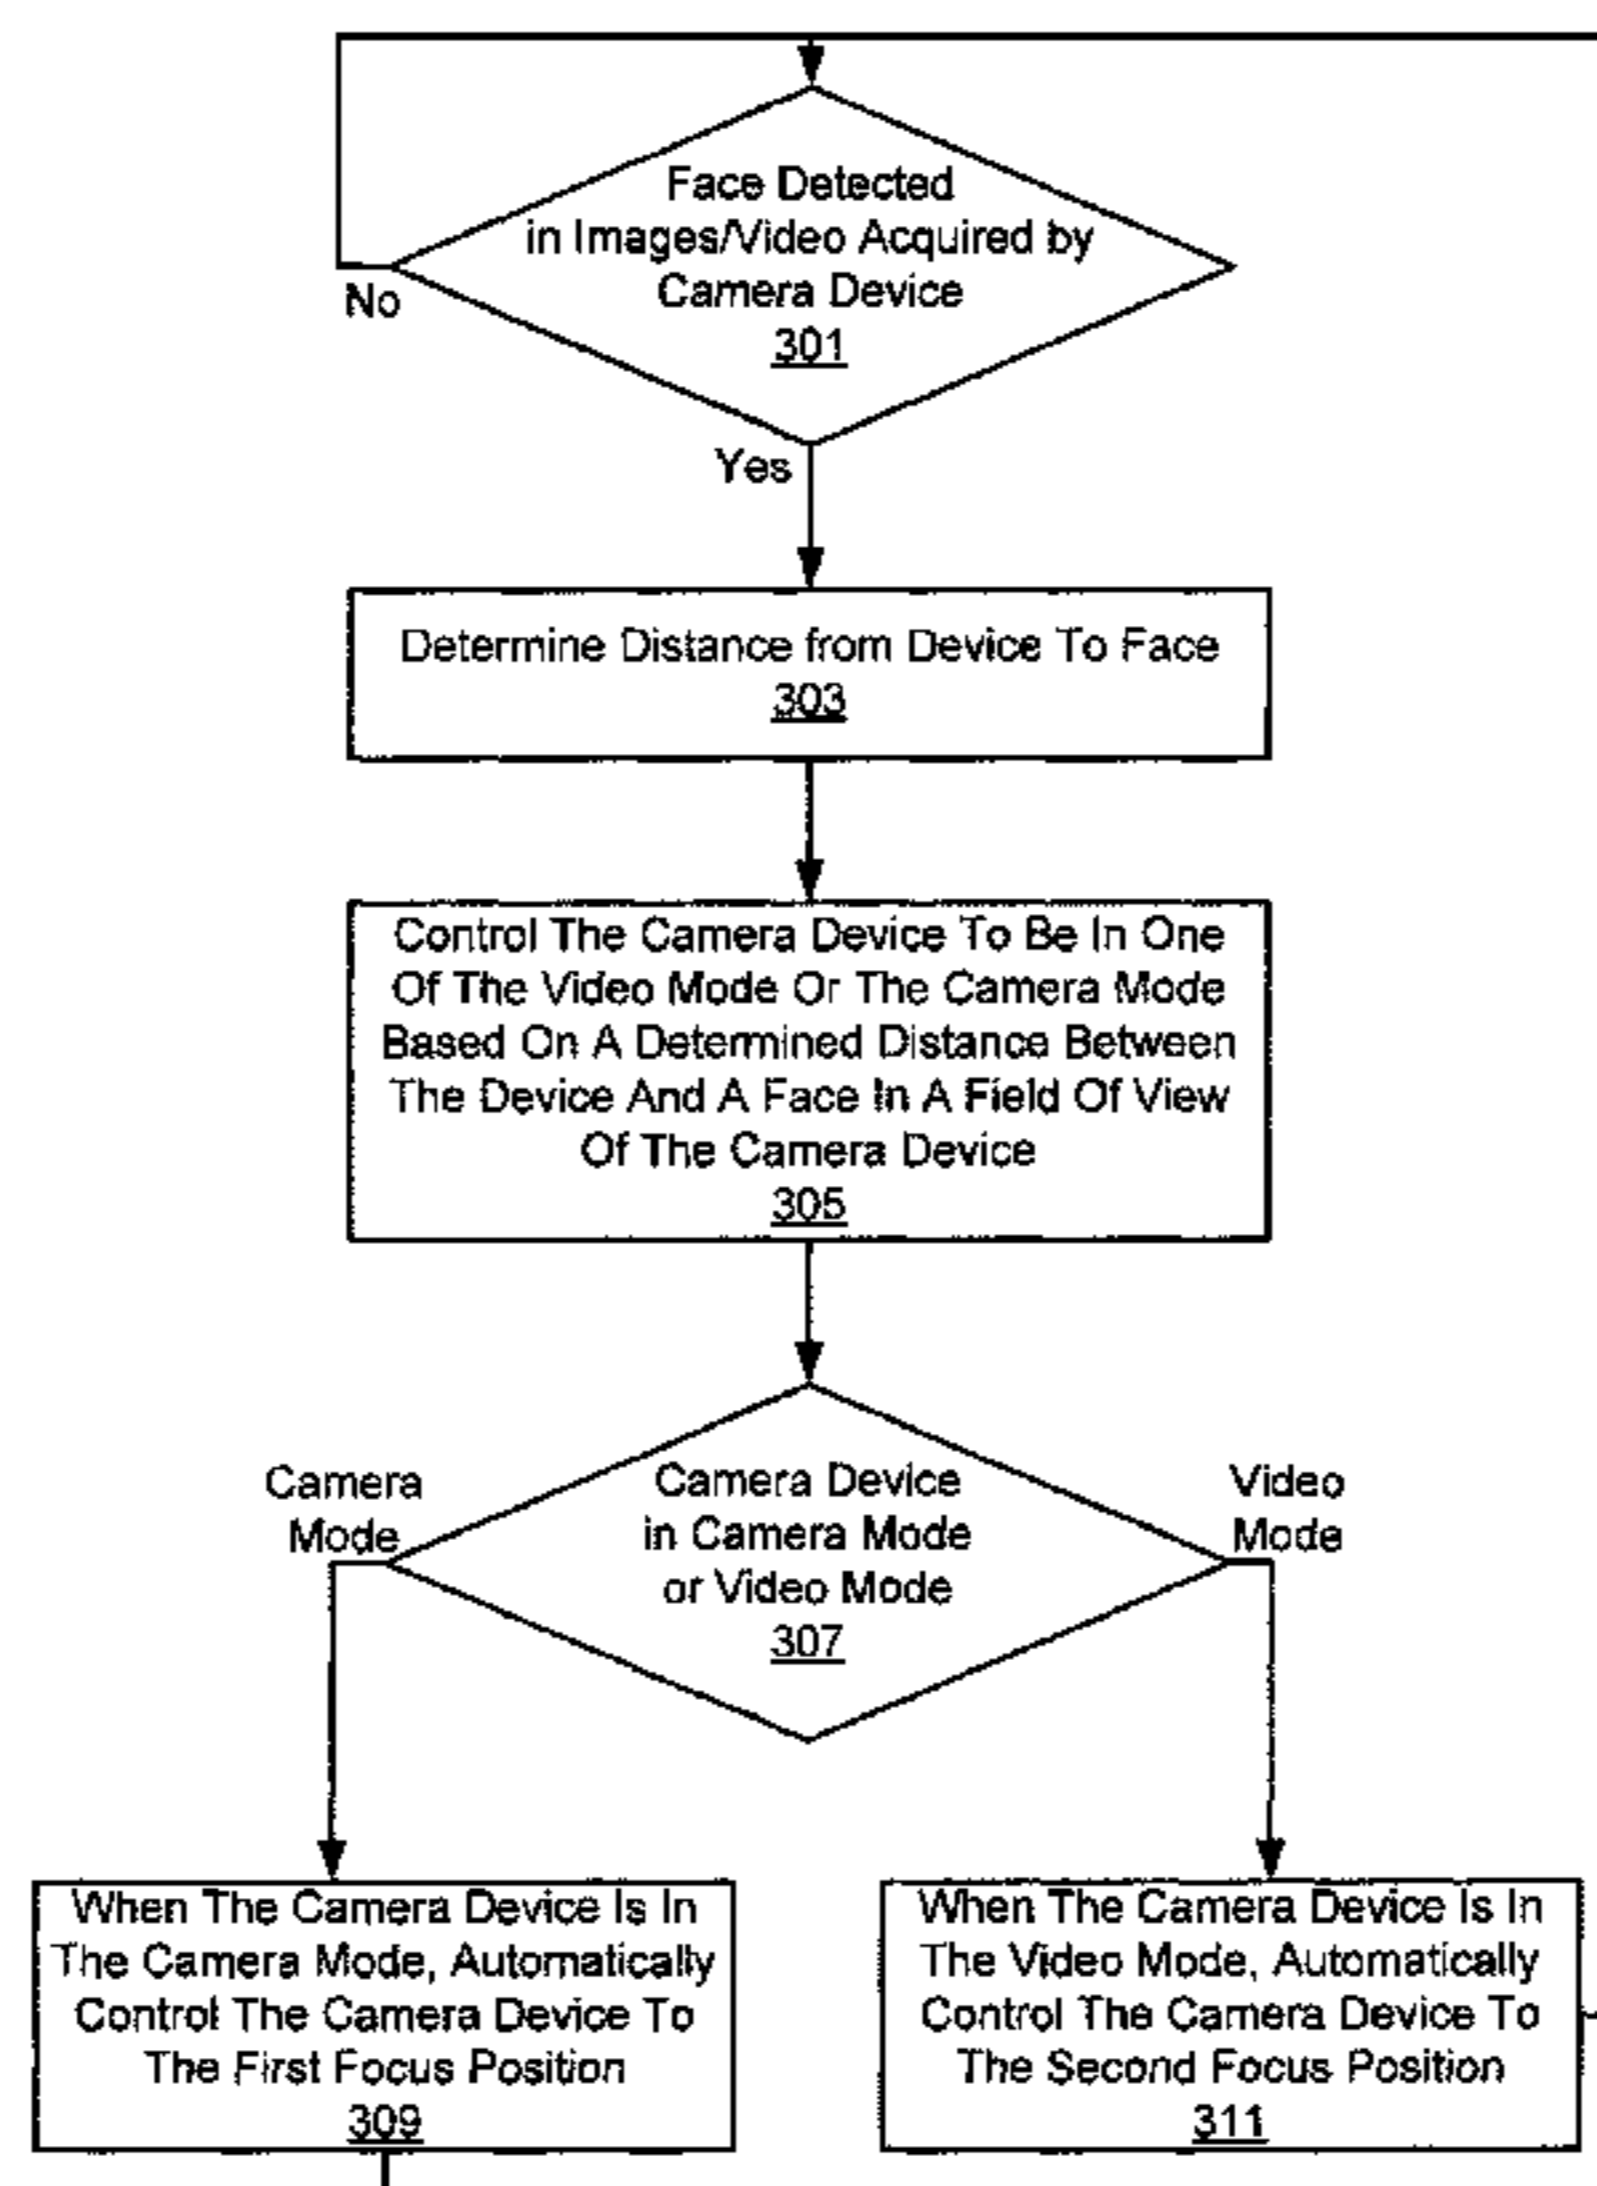 Face Detected
in Images/Video Acquired by
Camera Device
301
No
Yes
Determine Distance from Device To Face
303
Control The Camera Device To Be In One
Of The Video Mode Or The Camera Mode
Based On A Determined Distance Between
The Device And A Face In A Field Of View
Of The Camera Device
305
Camera
Mode
Camera Device
in Camera Mode
or Video Mode
307
Video
Mode
When The Camera Device Is In
The Camera Mode, Automatically
Control The Camera Device To
The First Focus Position
309
When The Camera Device Is In
The Video Mode, Automatically
Control The Camera Device To
The Second Focus Position
311